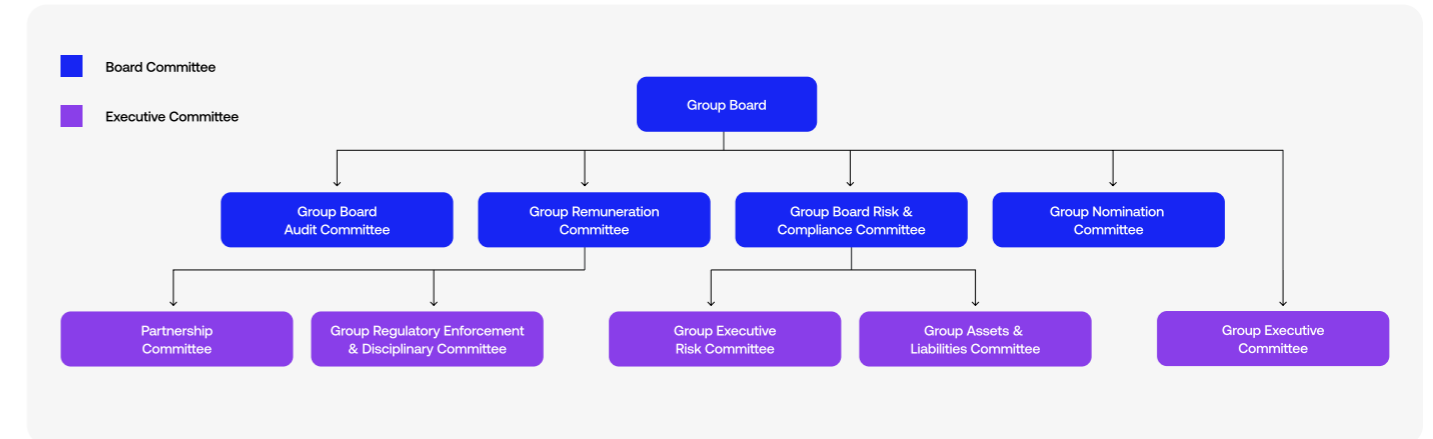 Board Committee
Executive Committee
Group Board
Group Board
Audit Committee
Group Remuneration
Committee
Group Board Risk &
Compliance Committee
Group Nomination
Committee
Partnership
Committee
Group Regulatory Enforcement
& Disciplinary Committee
Group Executive
Risk Committee
Group Assets &
Liabilities Committee
Group Executive
Committee